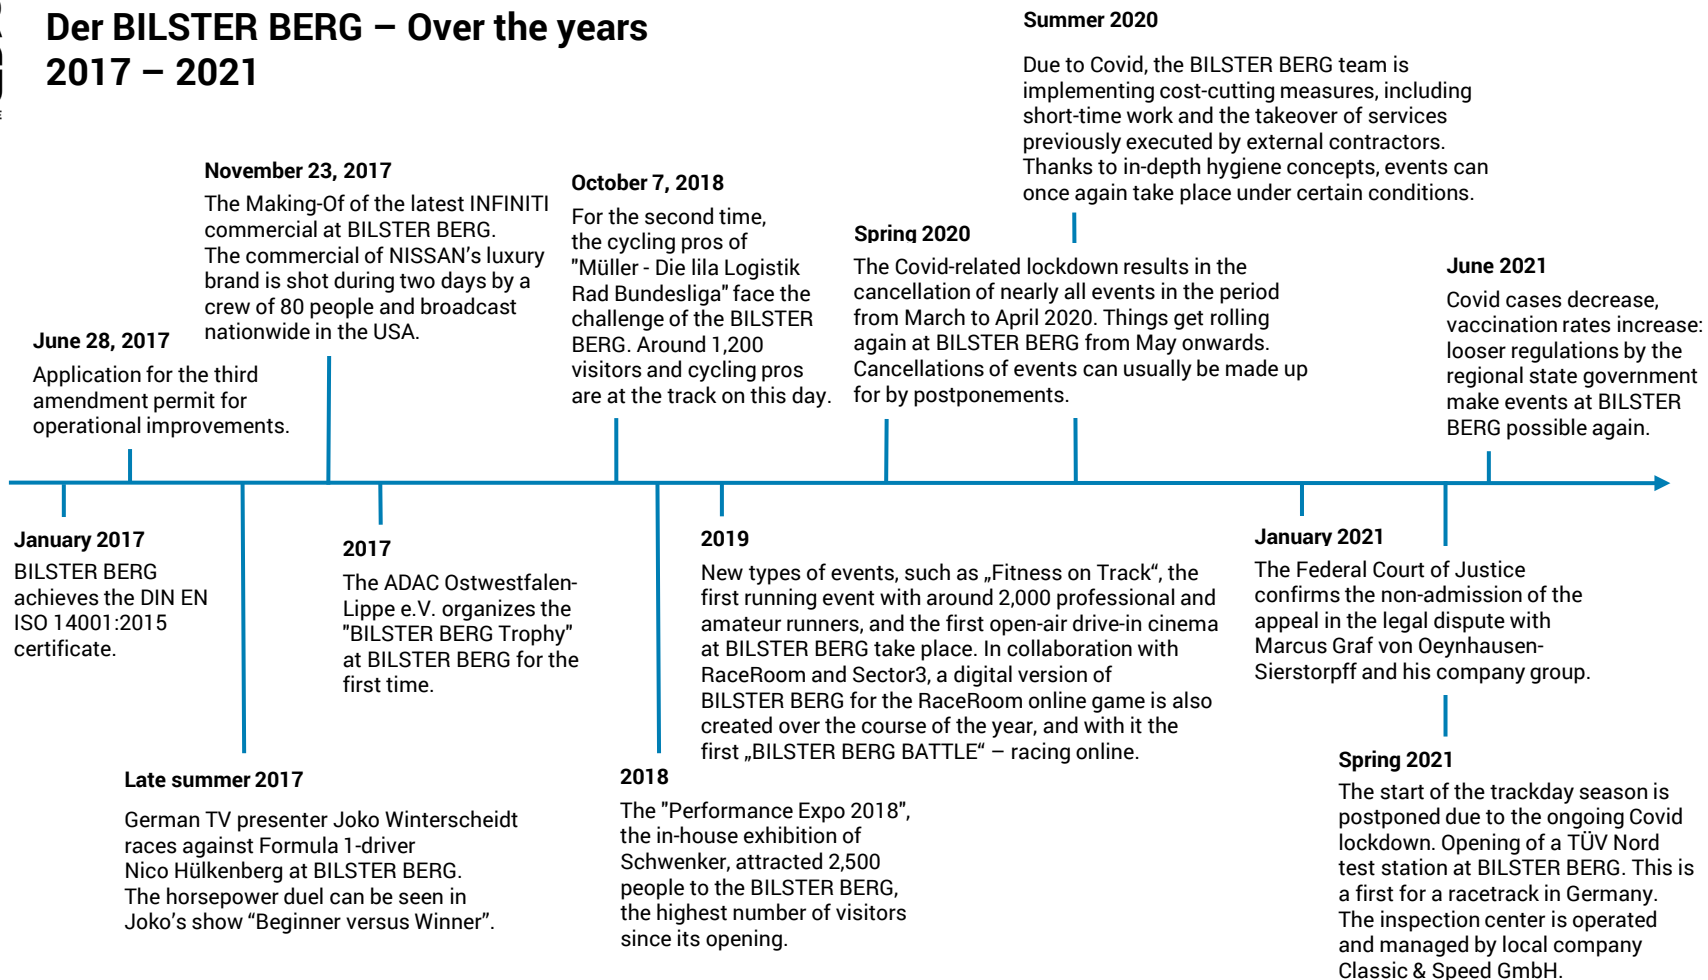 Der BILSTER BERG – Over the years
2017 – 2021
Summer 2020
Due to Covid, the BILSTER BERG team is
implementing cost-cutting measures, including
short-time work and the takeover of services
previously executed by external contractors.
Thanks to in-depth hygiene concepts, events can
once again take place under certain conditions.
November 23, 2017
The Making-Of of the latest INFINITI
commercial at BILSTER BERG.
The commercial of NISSAN’s luxury
brand is shot during two days by a
crew of 80 people and broadcast
nationwide in the USA.
October 7, 2018
For the second time,
the cycling pros of
"Müller - Die lila Logistik
Rad Bundesliga" face the
challenge of the BILSTER
BERG. Around 1,200
visitors and cycling pros
are at the track on this day.
Spring 2020
The Covid-related lockdown results in the
cancellation of nearly all events in the period
from March to April 2020. Things get rolling
again at BILSTER BERG from May onwards.
Cancellations of events can usually be made up
for by postponements.
June 2021
Covid cases decrease,
vaccination rates increase:
looser regulations by the
regional state government
make events at BILSTER
BERG possible again.
June 28, 2017
Application for the third
amendment permit for
operational improvements.
January 2017
BILSTER BERG
achieves the DIN EN
ISO 14001:2015
certificate.
2017
The ADAC Ostwestfalen-
Lippe e.V. organizes the
"BILSTER BERG Trophy"
at BILSTER BERG for the
first time.
2019
New types of events, such as „Fitness on Track“, the
first running event with around 2,000 professional and
amateur runners, and the first open-air drive-in cinema
at BILSTER BERG take place. In collaboration with
RaceRoom and Sector3, a digital version of
BILSTER BERG for the RaceRoom online game is also
created over the course of the year, and with it the
first „BILSTER BERG BATTLE“ – racing online.
January 2021
The Federal Court of Justice
confirms the non-admission of the
appeal in the legal dispute with
Marcus Graf von Oeynhausen-
Sierstorpff and his company group.
Late summer 2017
German TV presenter Joko Winterscheidt
races against Formula 1-driver
Nico Hülkenberg at BILSTER BERG.
The horsepower duel can be seen in
Joko’s show “Beginner versus Winner”.
2018
The "Performance Expo 2018",
the in-house exhibition of
Schwenker, attracted 2,500
people to the BILSTER BERG,
the highest number of visitors
since its opening.
Spring 2021
The start of the trackday season is
postponed due to the ongoing Covid
lockdown. Opening of a TÜV Nord
test station at BILSTER BERG. This is
a first for a racetrack in Germany.
The inspection center is operated
and managed by local company
Classic & Speed GmbH.